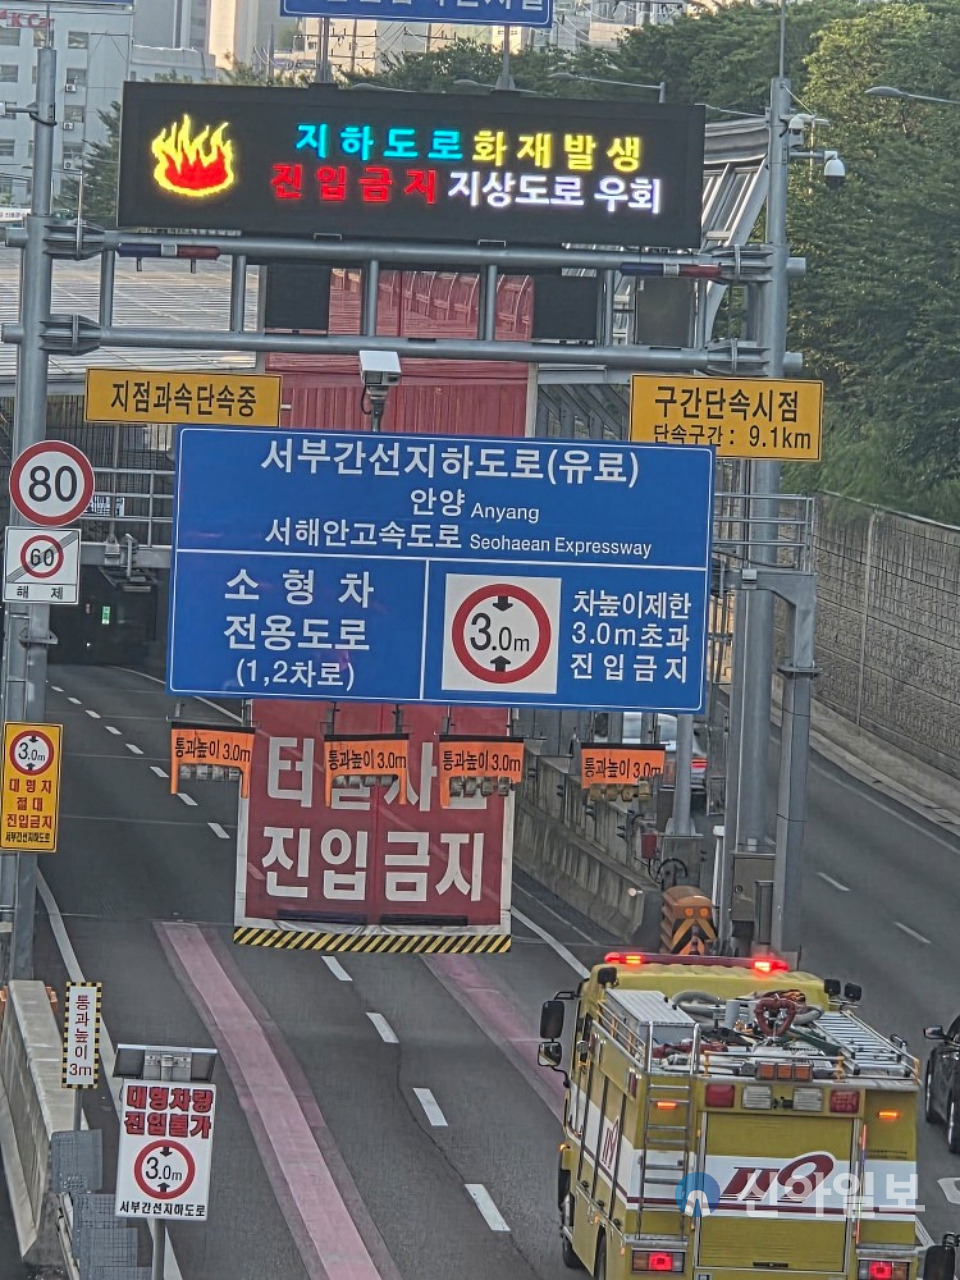 지하도로 화재발생
진입금지 지상도로 우회
지점과속단속중
구간단속시점
단속구간 : 9.1km
80
60
해 제
서부간선지하도로(유료)
안양 Anyang
서해안고속도로 Seohaean Expressway
소 형 차
전용도로
(1,2차로)
3.0m
차높이제한
3.0m초과
진입금지
통과높이 3.0m
통과높이 3.0m
통과높이 3.0m
통과높이 3.0m
3.0m
대형차
절대
진입금지
서부간선지하도로
터널사고
진입금지
통과높이 3m
대형차량
진입불가
3.0m
서부간선지하도로
119
신아일보